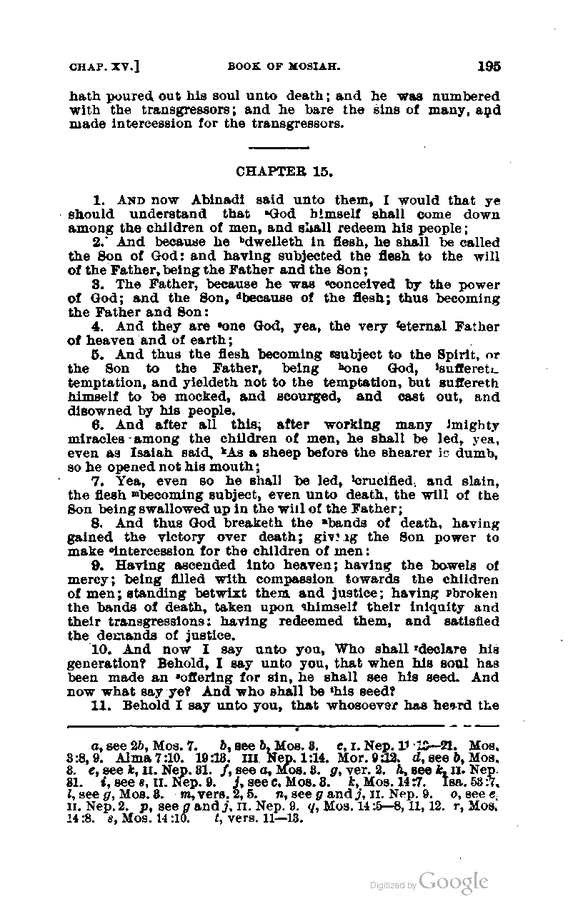 CHAP. XV.] BOOK OF MOSIAH. 195
hath poured out his soul unto death; and he was numbered
with the transgressors; and he bare the sins of many, and
made intercession for the transgressors.
CHAPTER 15.
1. AND now Abinadi said unto them, I would that ye
should understand that ᵃGod himself shall come down
among the children of men, and shall redeem his people;
2. And because he ᵇdwelleth in flesh, he shall be called
the Son of God: and having subjected the flesh to the will
of the Father, being the Father and the Son;
3. The Father, because he was ᶜconceived by the power
of God; and the Son, ᵈbecause of the flesh; thus becoming
the Father and Son:
4. And they are ᵉone God, yea, the very ᶠeternal Father
of heaven and of earth;
5. And thus the flesh becoming ᵍsubject to the Spirit, or
the Son to the Father, being ʰone God, ⁱsuffereth
temptation, and yieldeth not to the temptation, but suffereth
himself to be mocked, and scourged, and cast out, and
disowned by his people.
6. And after all this, after working many ʲmighty
miracles among the children of men, he shall be led, yea,
even as Isaiah said, ᵏAs a sheep before the shearer is dumb,
so he opened not his mouth;
7. Yea, even so he shall be led, ˡcrucified, and slain,
the flesh ᵐbecoming subject, even unto death, the will of the
Son being swallowed up in the will of the Father;
8. And thus God breaketh the ⁿbands of death, having
gained the victory over death; giving the Son power to
make ᵒintercession for the children of men:
9. Having ascended into heaven; having the bowels of
mercy; being filled with compassion towards the children
of men; standing betwixt them and justice; having ᵖbroken
the bands of death, taken upon ᑫhimself their iniquity and
their transgressions: having redeemed them, and satisfied
the demands of justice.
10. And now I say unto you, Who shall ʳdeclare his
generation? Behold, I say unto you, that when his soul has
been made an ˢoffering for sin, he shall see his seed. And
now what say ye? And who shall be ᵗhis seed?
11. Behold I say unto you, that whosoever has heard the
a, see 2b, Mos. 7. b, see b, Mos. 3. c, I. Nep. 11 : 13—21. Mos.
3:8, 9. Alma 7:10. 19:13. III Nep. 1:14. Mor. 9:12. d, see b, Mos.
3. e, see k, II. Nep. 31. f, see a, Mos. 3. g, ver. 2. h, see k, II. Nep.
31. i, see s, II. Nep. 9. j, see c, Mos. 3. k, Mos. 14:7. Isa. 53:7.
l, see g, Mos. 3. m, vers. 2, 5. n, see g and j, II. Nep. 9. o, see e,
II. Nep. 2. p, see g and j, II. Nep. 9. q, Mos. 14:5—8, 11, 12. r, Mos.
14:8. s, Mos. 14:10. t, vers. 11—13.
Digitized by Google